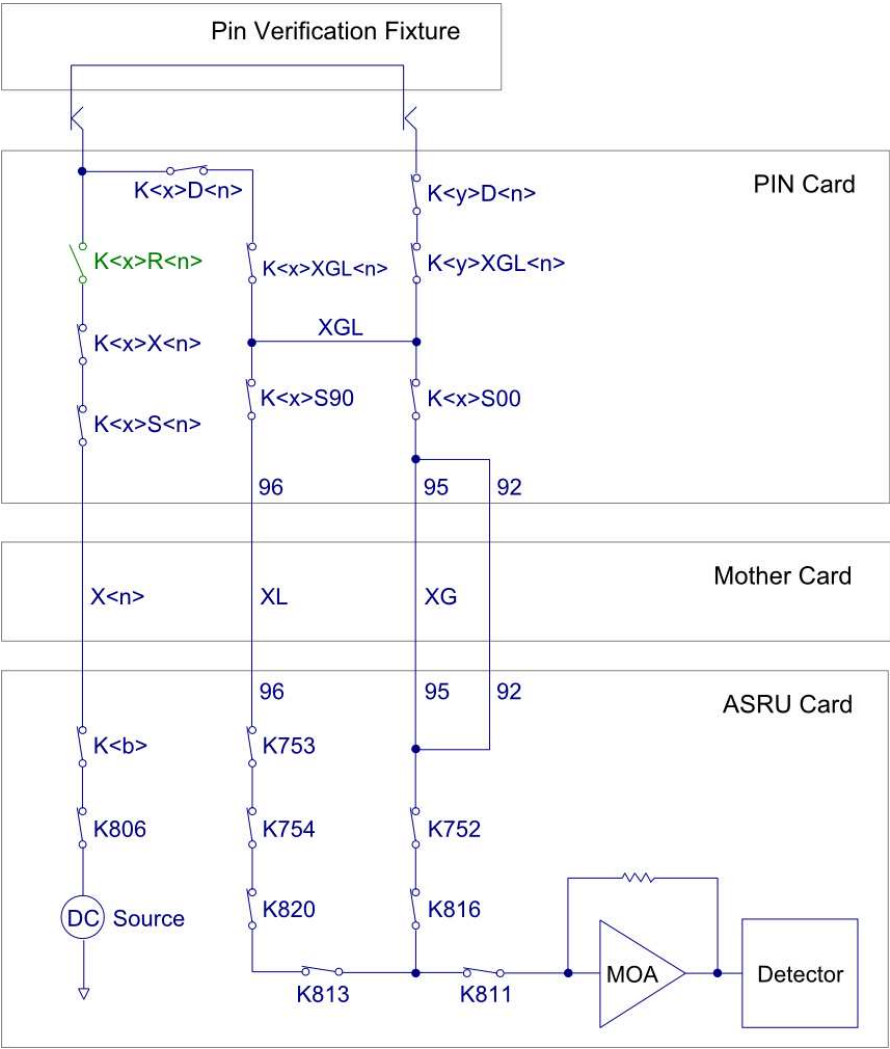 Pin Verification Fixture
PIN Card
K<x>D<n>
K<y>D<n>
K<x>R<n>
K<x>XGL<n>
K<y>XGL<n>
XGL
K<x>X<n>
K<x>S90
K<x>S00
K<x>S<n>
96
95
92
Mother Card
X<n>
XL
XG
96
95
92
ASRU Card
K<b>
K753
K806
K754
K752
DC
Source
K820
K816
MOA
Detector
K813
K811